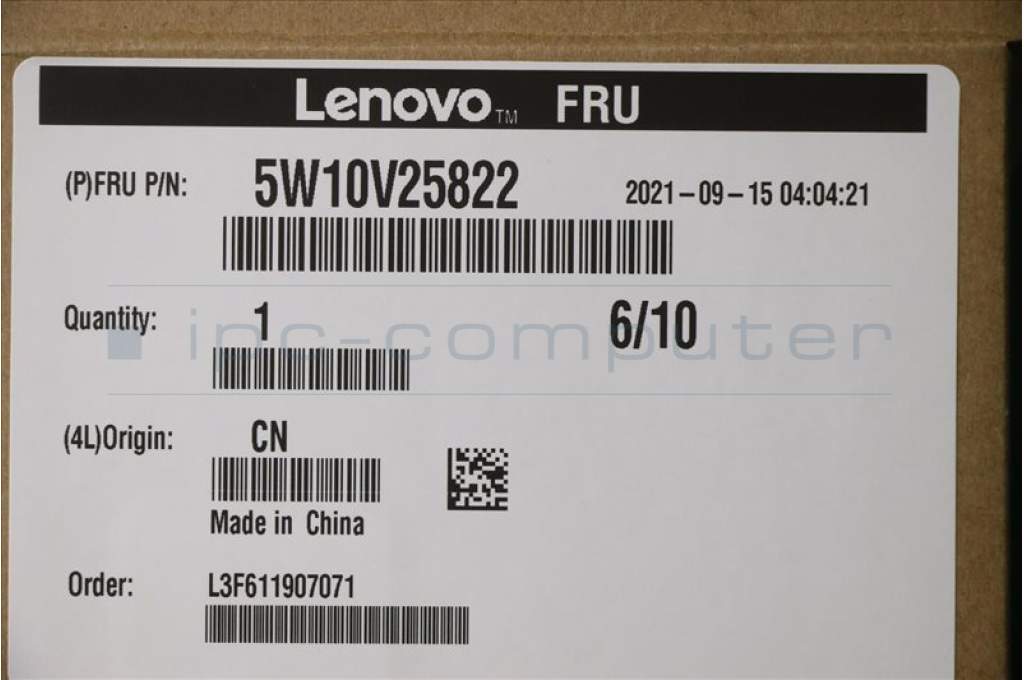 Lenovo™ FRU
(P)FRU P/N: 5W10V25822 2021-09-15 04:04:21
Quantity: 1 6/10
ipc-computer
(4L)Origin: CN
Made in China
Order: L3F611907071